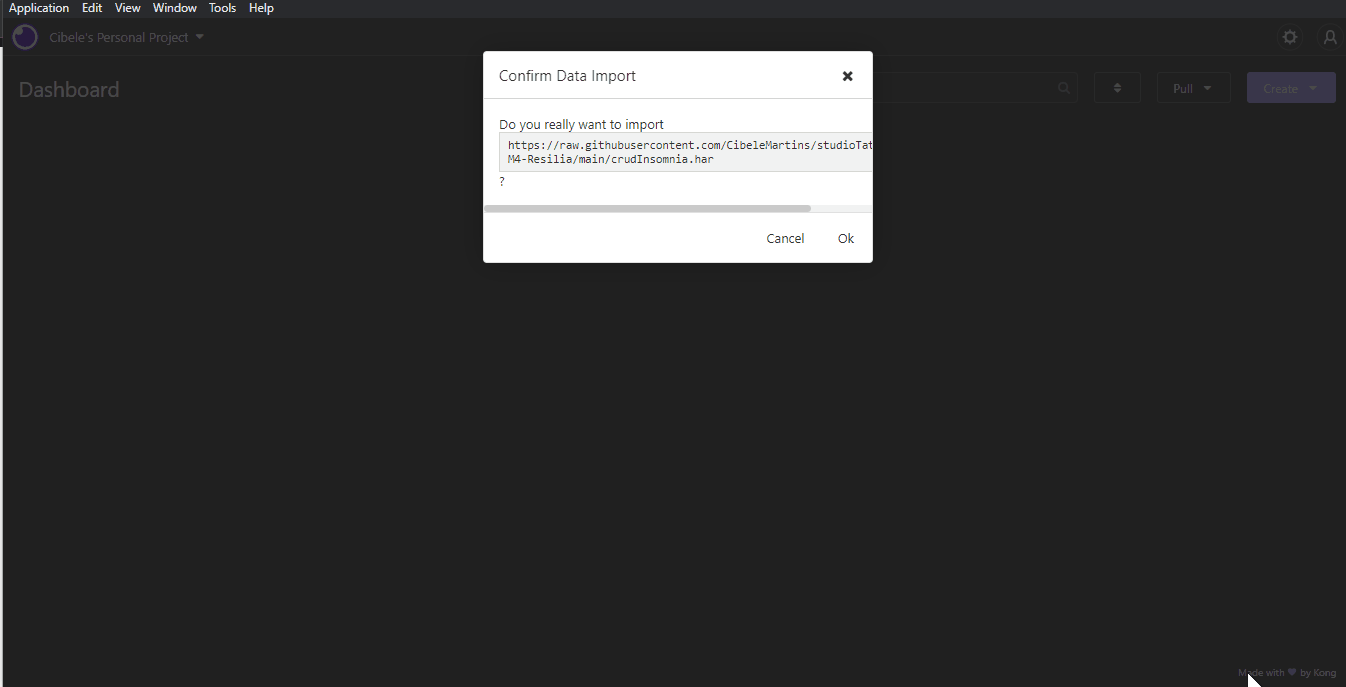 Application Edit View Window Tools Help
Cibele's Personal Project
Dashboard
Pull
Create
Confirm Data Import
Do you really want to import
https://raw.githubusercontent.com/CibeleMartins/studioTat
M4-Resilia/main/crudInsomnia.har
?
Cancel Ok
Made with ♥ by Kong